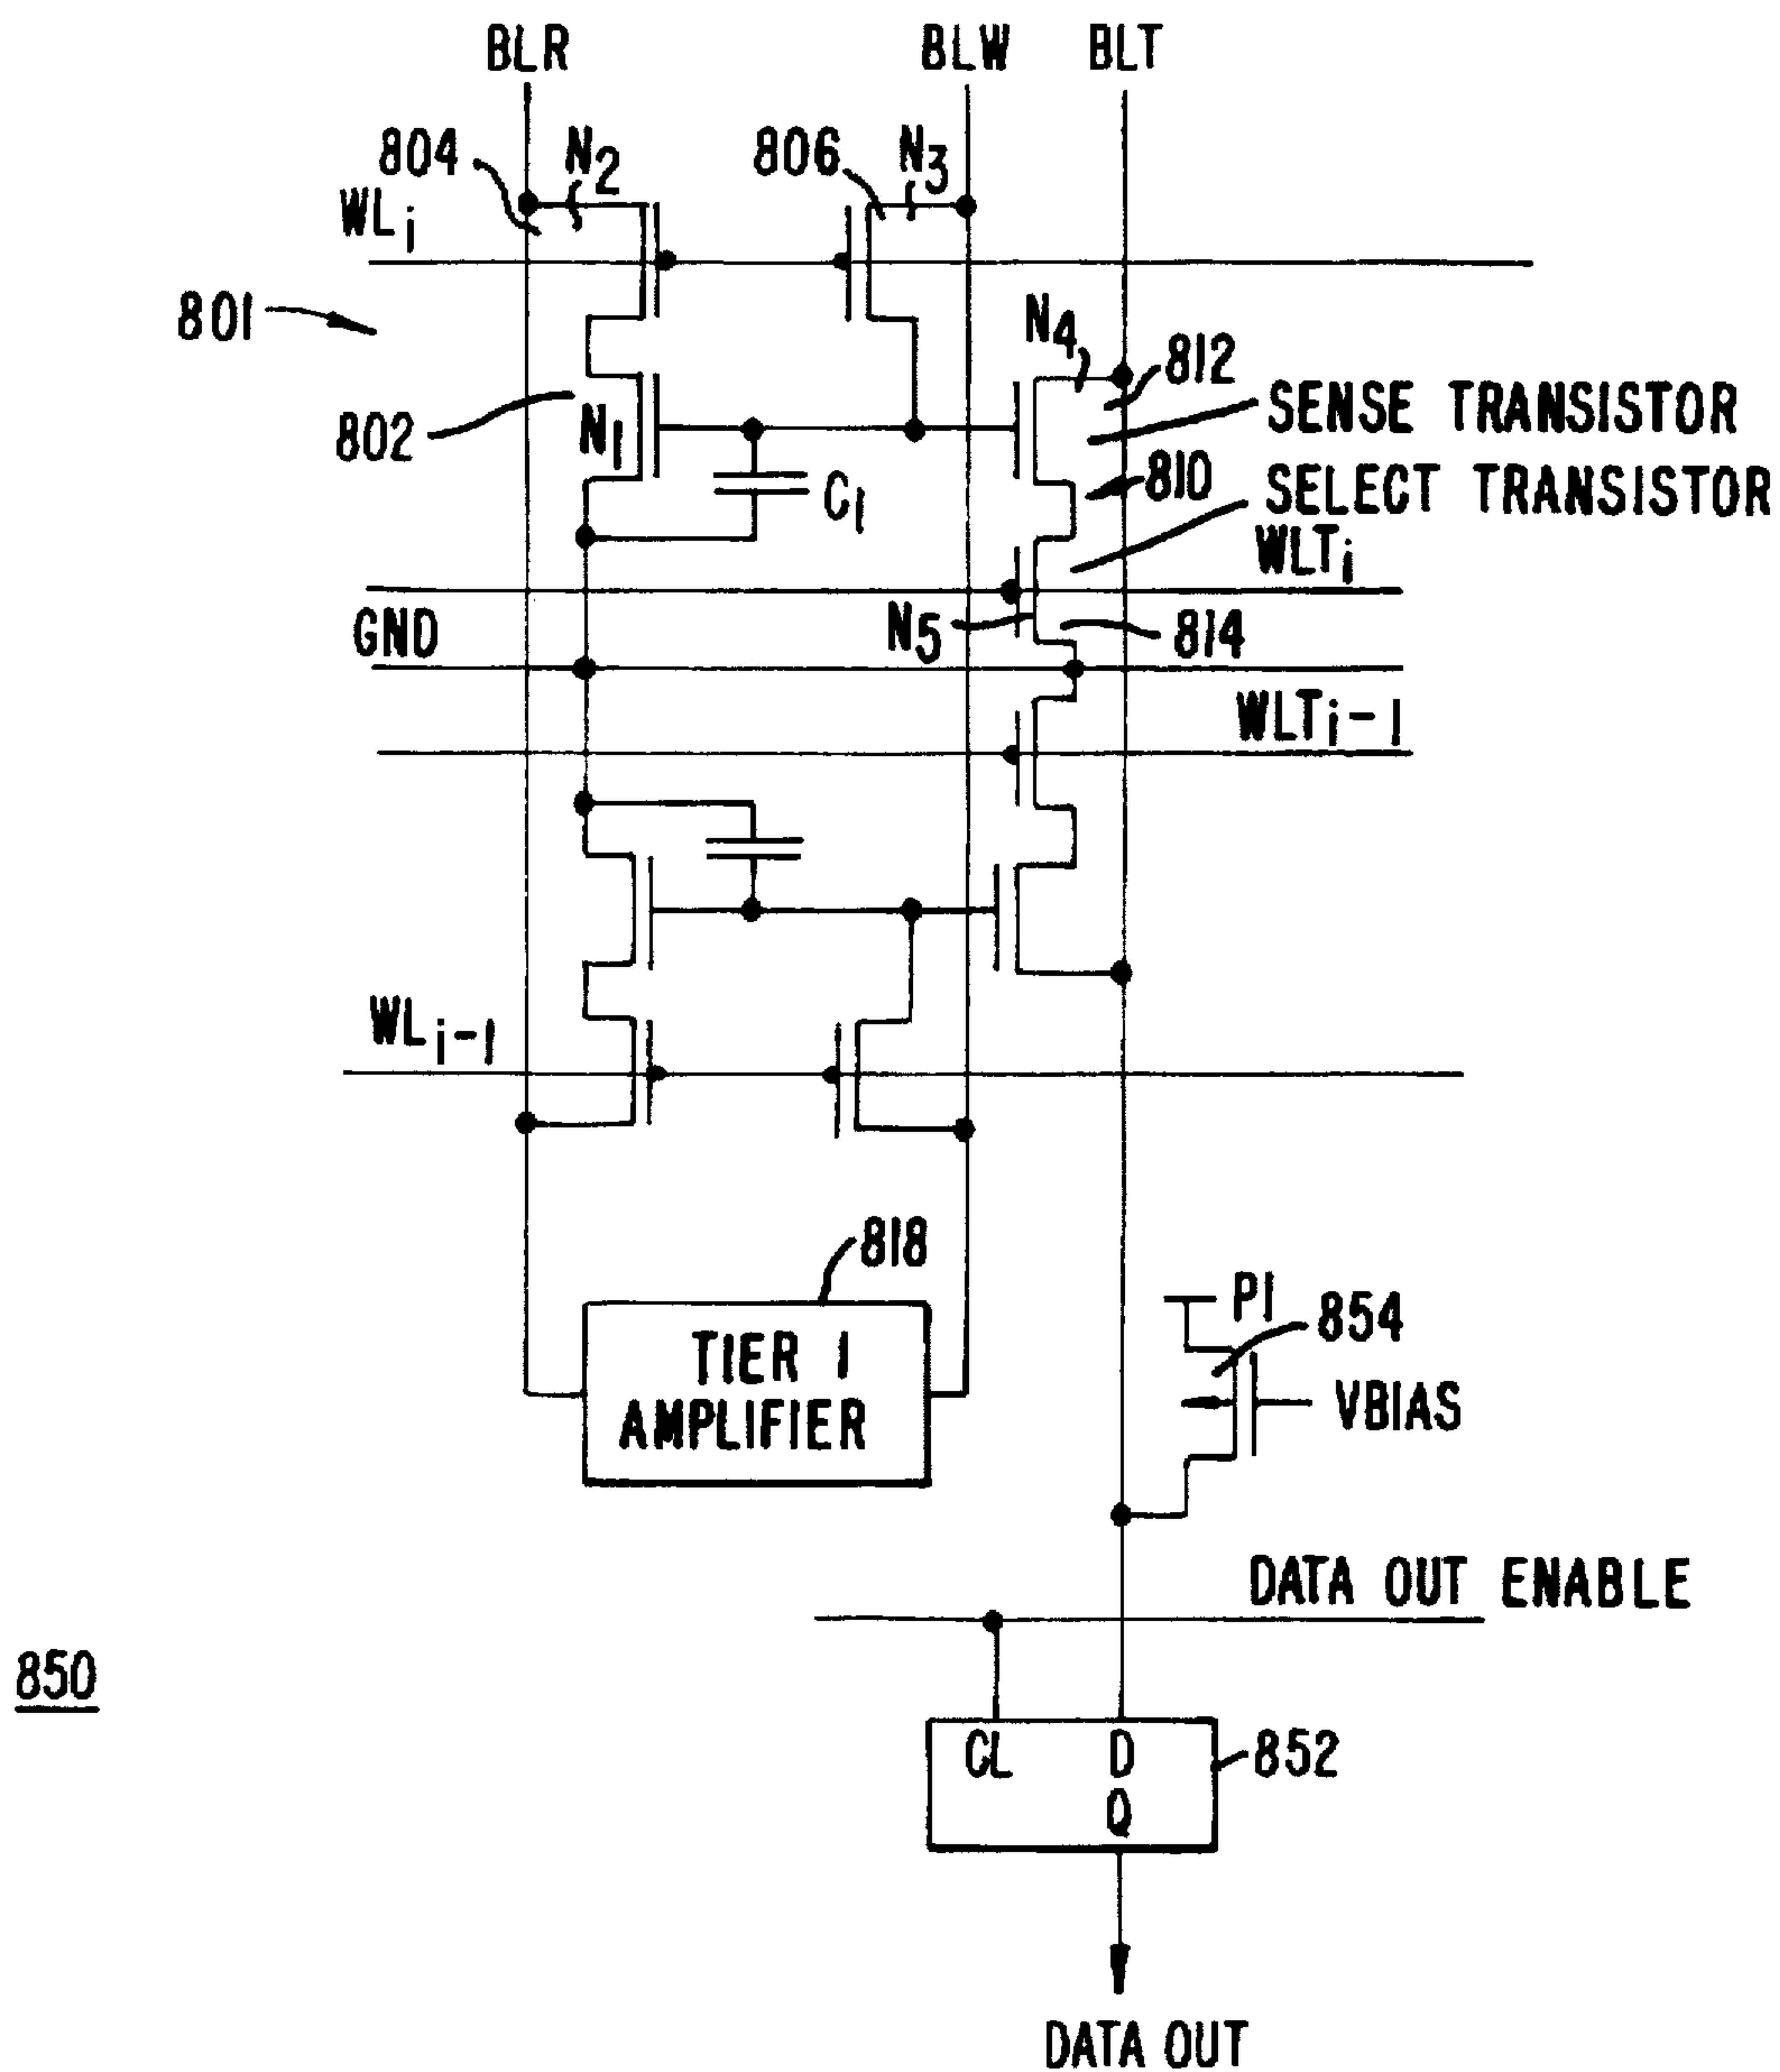 BLR BLW BLT
804 N2 806 N3
WLi
801
N4 812
802 N1 SENSE TRANSISTOR
810
C1 SELECT TRANSISTOR
WLTi
GND N5 814
WLTi-1
WLi-1
818
TIER 1
AMPLIFIER
P1 854
VBIAS
DATA OUT ENABLE
850
CL D 852
Q
DATA OUT